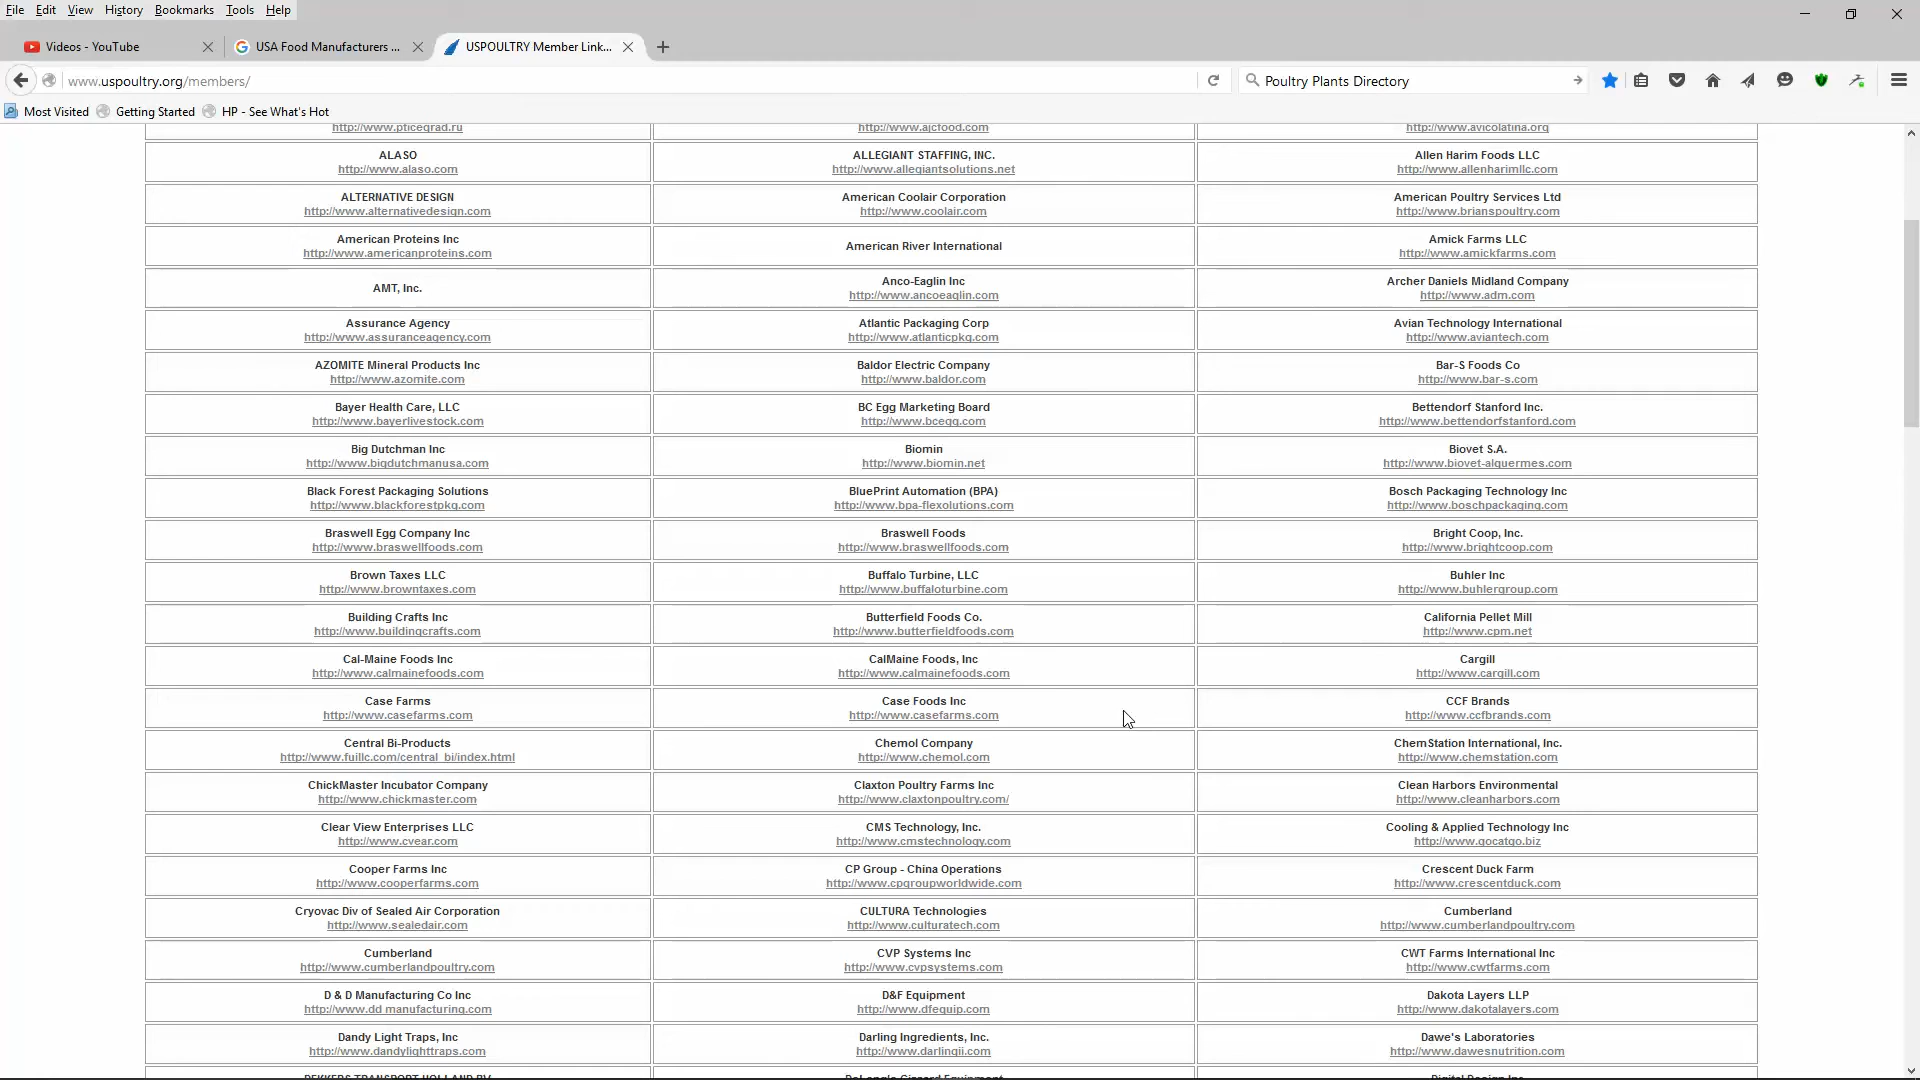 File Edit View History Bookmarks Tools Help
Videos - YouTube
USA Food Manufacturers ...
USPOULTRY Member Link...
www.uspoultry.org/members/
Poultry Plants Directory
Most Visited Getting Started HP - See What's Hot
http://www.pticegrad.ru http://www.ajcfood.com http://www.avicolatina.org
ALASO ALLEGIANT STAFFING, INC. Allen Harim Foods LLC
http://www.alaso.com http://www.allegiantsolutions.net http://www.allenharimllc.com
ALTERNATIVE DESIGN American Coolair Corporation American Poultry Services Ltd
http://www.alternativedesign.com http://www.coolair.com http://www.brianspoultry.com
American Proteins Inc American River International Amick Farms LLC
http://www.americanproteins.com http://www.amickfarms.com
AMT, Inc. Anco-Eaglin Inc Archer Daniels Midland Company
http://www.ancoeaglin.com http://www.adm.com
Assurance Agency Atlantic Packaging Corp Avian Technology International
http://www.assuranceagency.com http://www.atlanticpkg.com http://www.aviantech.com
AZOMITE Mineral Products Inc Baldor Electric Company Bar-S Foods Co
http://www.azomite.com http://www.baldor.com http://www.bar-s.com
Bayer Health Care, LLC BC Egg Marketing Board Bettendorf Stanford Inc.
http://www.bayerlivestock.com http://www.bcegg.com http://www.bettendorfstanford.com
Big Dutchman Inc Biomin Biovet S.A.
http://www.bigdutchmanusa.com http://www.biomin.net http://www.biovet-alquermes.com
Black Forest Packaging Solutions BluePrint Automation (BPA) Bosch Packaging Technology Inc
http://www.blackforestpkg.com http://www.bpa-flexolutions.com http://www.boschpackaging.com
Braswell Egg Company Inc Braswell Foods Bright Coop, Inc.
http://www.braswellfoods.com http://www.braswellfoods.com http://www.brightcoop.com
Brown Taxes LLC Buffalo Turbine, LLC Buhler Inc
http://www.browntaxes.com http://www.buffaloturbine.com http://www.buhlergroup.com
Building Crafts Inc Butterfield Foods Co. California Pellet Mill
http://www.buildingcrafts.com http://www.butterfieldfoods.com http://www.cpm.net
Cal-Maine Foods Inc CalMaine Foods, Inc Cargill
http://www.calmainefoods.com http://www.calmainefoods.com http://www.cargill.com
Case Farms Case Foods Inc CCF Brands
http://www.casefarms.com http://www.casefarms.com http://www.ccfbrands.com
Central Bi-Products Chemol Company ChemStation International, Inc.
http://www.fuillc.com/central_bi/index.html http://www.chemol.com http://www.chemstation.com
ChickMaster Incubator Company Claxton Poultry Farms Inc Clean Harbors Environmental
http://www.chickmaster.com http://www.claxtonpoultry.com/ http://www.cleanharbors.com
Clear View Enterprises LLC CMS Technology, Inc. Cooling & Applied Technology Inc
http://www.cvear.com http://www.cmstechnology.com http://www.gocatgo.biz
Cooper Farms Inc CP Group - China Operations Crescent Duck Farm
http://www.cooperfarms.com http://www.cpgroupworldwide.com http://www.crescentduck.com
Cryovac Div of Sealed Air Corporation CULTURA Technologies Cumberland
http://www.sealedair.com http://www.culturatech.com http://www.cumberlandpoultry.com
Cumberland CVP Systems Inc CWT Farms International Inc
http://www.cumberlandpoultry.com http://www.cvpsystems.com http://www.cwtfarms.com
D & D Manufacturing Co Inc D&F Equipment Dakota Layers LLP
http://www.dd manufacturing.com http://www.dfequip.com http://www.dakotalayers.com
Dandy Light Traps, Inc Darling Ingredients, Inc. Dawe's Laboratories
http://www.dandylighttraps.com http://www.darlingii.com http://www.dawesnutrition.com
DEKKERS TRANSPORT HOLLAND BV DeLong's Gizzard Equipment Digital Design Inc